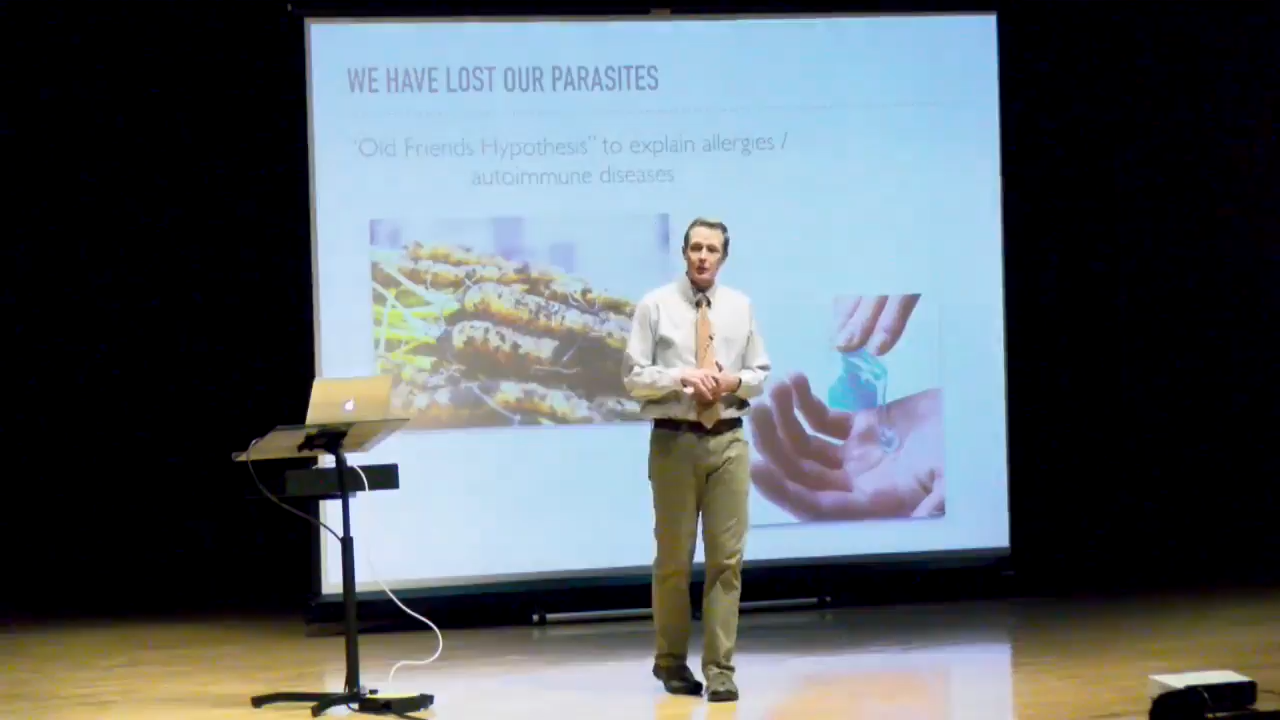 WE HAVE LOST OUR PARASITES
"Old Friends Hypothesis" to explain allergies /
autoimmune diseases